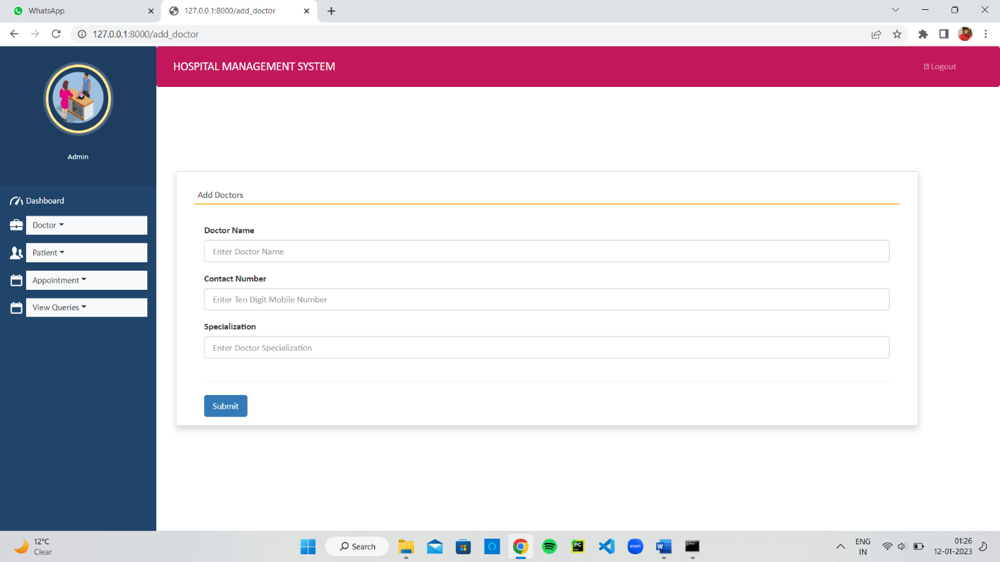 WhatsApp
127.0.0.1:8000/add_doctor
127.0.0.1:8000/add_doctor
HOSPITAL MANAGEMENT SYSTEM
Logout
Admin
Dashboard
Doctor
Patient
Appointment
View Queries
Add Doctors
Doctor Name
Enter Doctor Name
Contact Number
Enter Ten Digit Mobile Number
Specialization
Enter Doctor Specialization
Submit
12°C
Clear
Search
PC
zoom
W
ENG
IN
01:26
12-01-2023